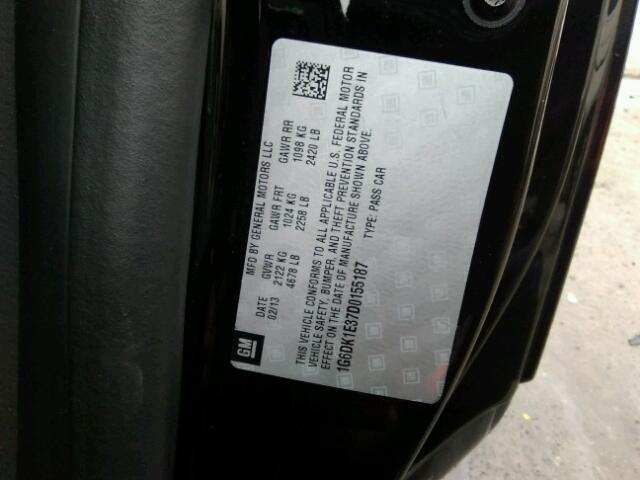 GM
MFD BY GENERAL MOTORS LLC
DATE GVWR GAWR FRT GAWR RR
02/13 2122 KG 1024 KG 1098 KG
4678 LB 2258 LB 2420 LB
THIS VEHICLE CONFORMS TO ALL APPLICABLE U.S. FEDERAL MOTOR
VEHICLE SAFETY, BUMPER, AND THEFT PREVENTION STANDARDS IN
EFFECT ON THE DATE OF MANUFACTURE SHOWN ABOVE.
1G6DK1E37D0155187 TYPE: PASS CAR